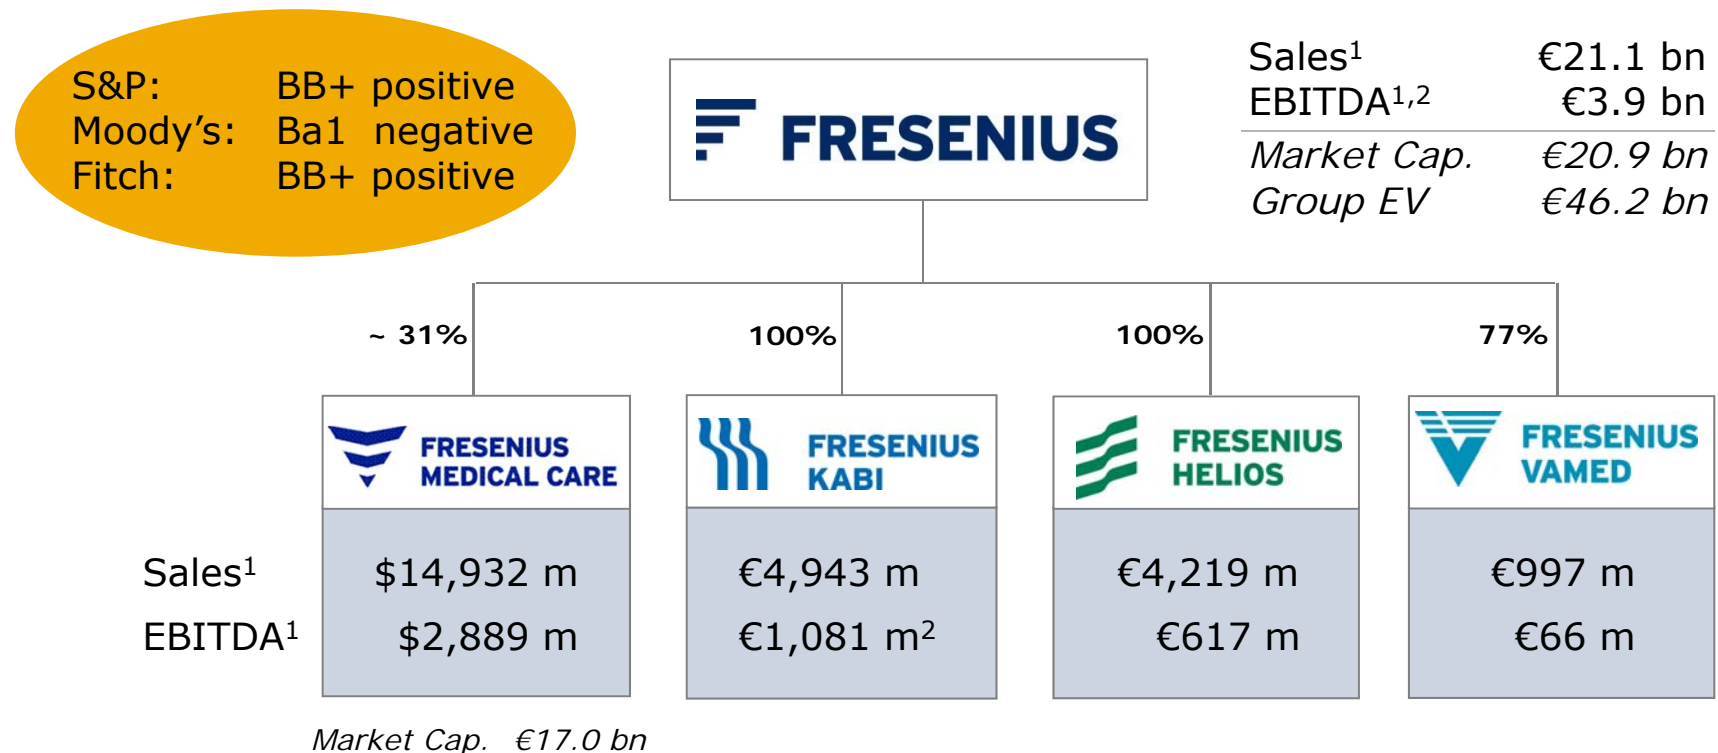 S&P: BB+ positive
Moody's: Ba1 negative
Fitch: BB+ positive
FRESENIUS
Sales¹ €21.1 bn
EBITDA¹,² €3.9 bn
Market Cap. €20.9 bn
Group EV €46.2 bn
~ 31% 100% 100% 77%
FRESENIUS MEDICAL CARE
FRESENIUS KABI
FRESENIUS HELIOS
FRESENIUS VAMED
Sales¹ $14,932 m €4,943 m €4,219 m €997 m
EBITDA¹ $2,889 m €1,081 m² €617 m €66 m
Market Cap. €17.0 bn